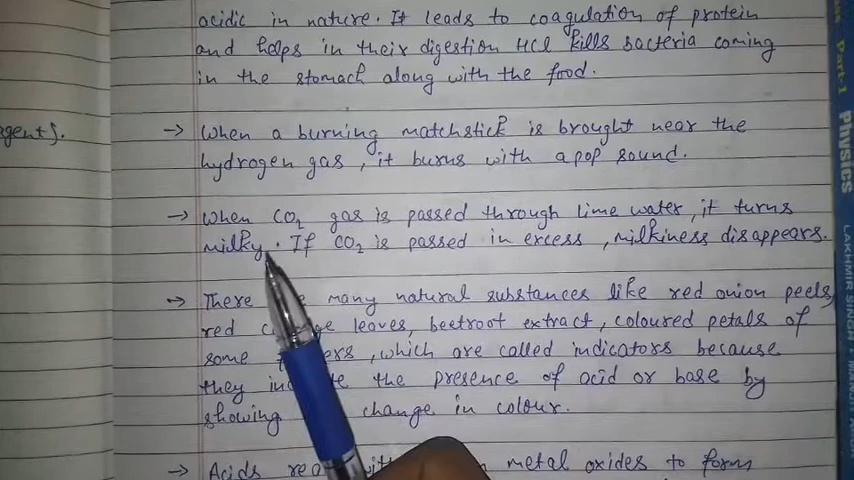 acidic in nature. It leads to coagulation of protein
and helps in their digestion HCl kills bacteria coming
in the stomach along with the food.
→ When a burning matchstick is brought near the
hydrogen gas, it burns with a pop sound.
→ When CO₂ gas is passed through lime water, it turns
milky. If CO₂ is passed in excess, milkiness disappears.
→ There many natural substances like red onion peels,
red leaves, beetroot extract, coloured petals of
some, which are called indicators because
they the presence of acid or base by
showing change in colour.
→ Acids metal oxides to form
Part-1
Physics
LAKHMIR SINGH